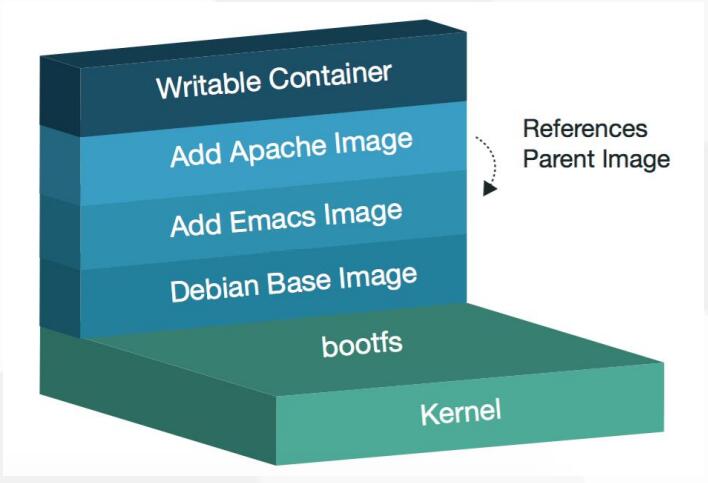 Writable Container
Add Apache Image
References
Parent Image
Add Emacs Image
Debian Base Image
bootfs
Kernel